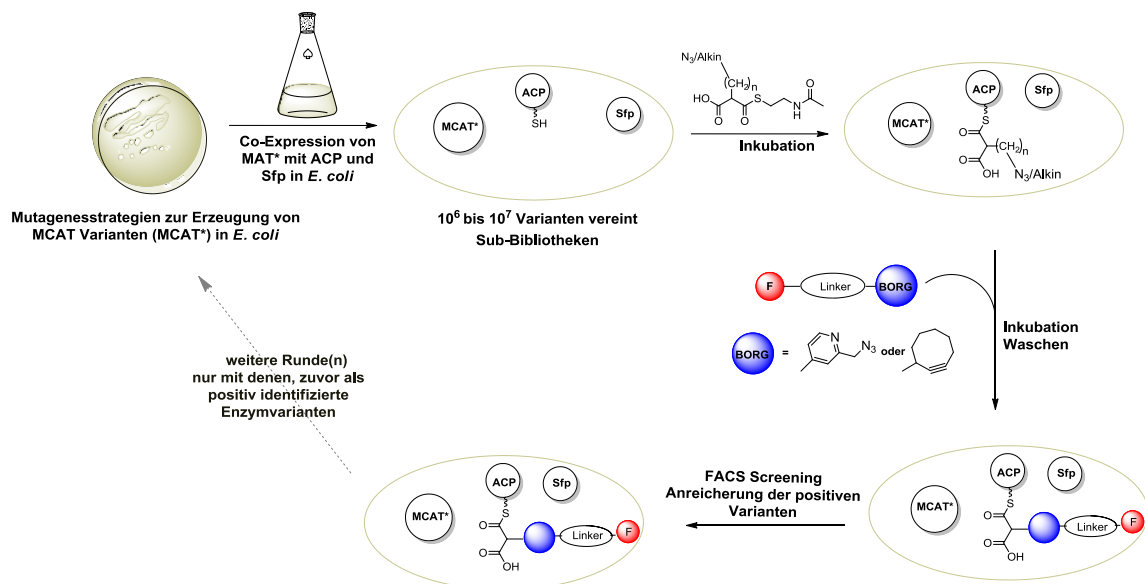 Mutagenesstrategien zur Erzeugung von
MCAT Varianten (MCAT*) in E. coli
Co-Expression von
MAT* mit ACP und
Sfp in E. coli
MCAT*
ACP
SH
Sfp
10⁶ bis 10⁷ Varianten vereint
Sub-Bibliotheken
N₃/Alkin
(CH₂)n
HO
O
O
S
H
N
O
Inkubation
MCAT*
ACP
Sfp
S
O
(CH₂)n
O
OH
N₃/Alkin
F
Linker
BORG
BORG
=
N
N₃
oder
Inkubation
Waschen
MCAT*
ACP
Sfp
S
O
O
OH
Linker
F
FACS Screening
Anreicherung der positiven
Varianten
MCAT*
ACP
Sfp
S
O
O
OH
Linker
F
weitere Runde(n)
nur mit denen, zuvor als
positiv identifizierte
Enzymvarianten